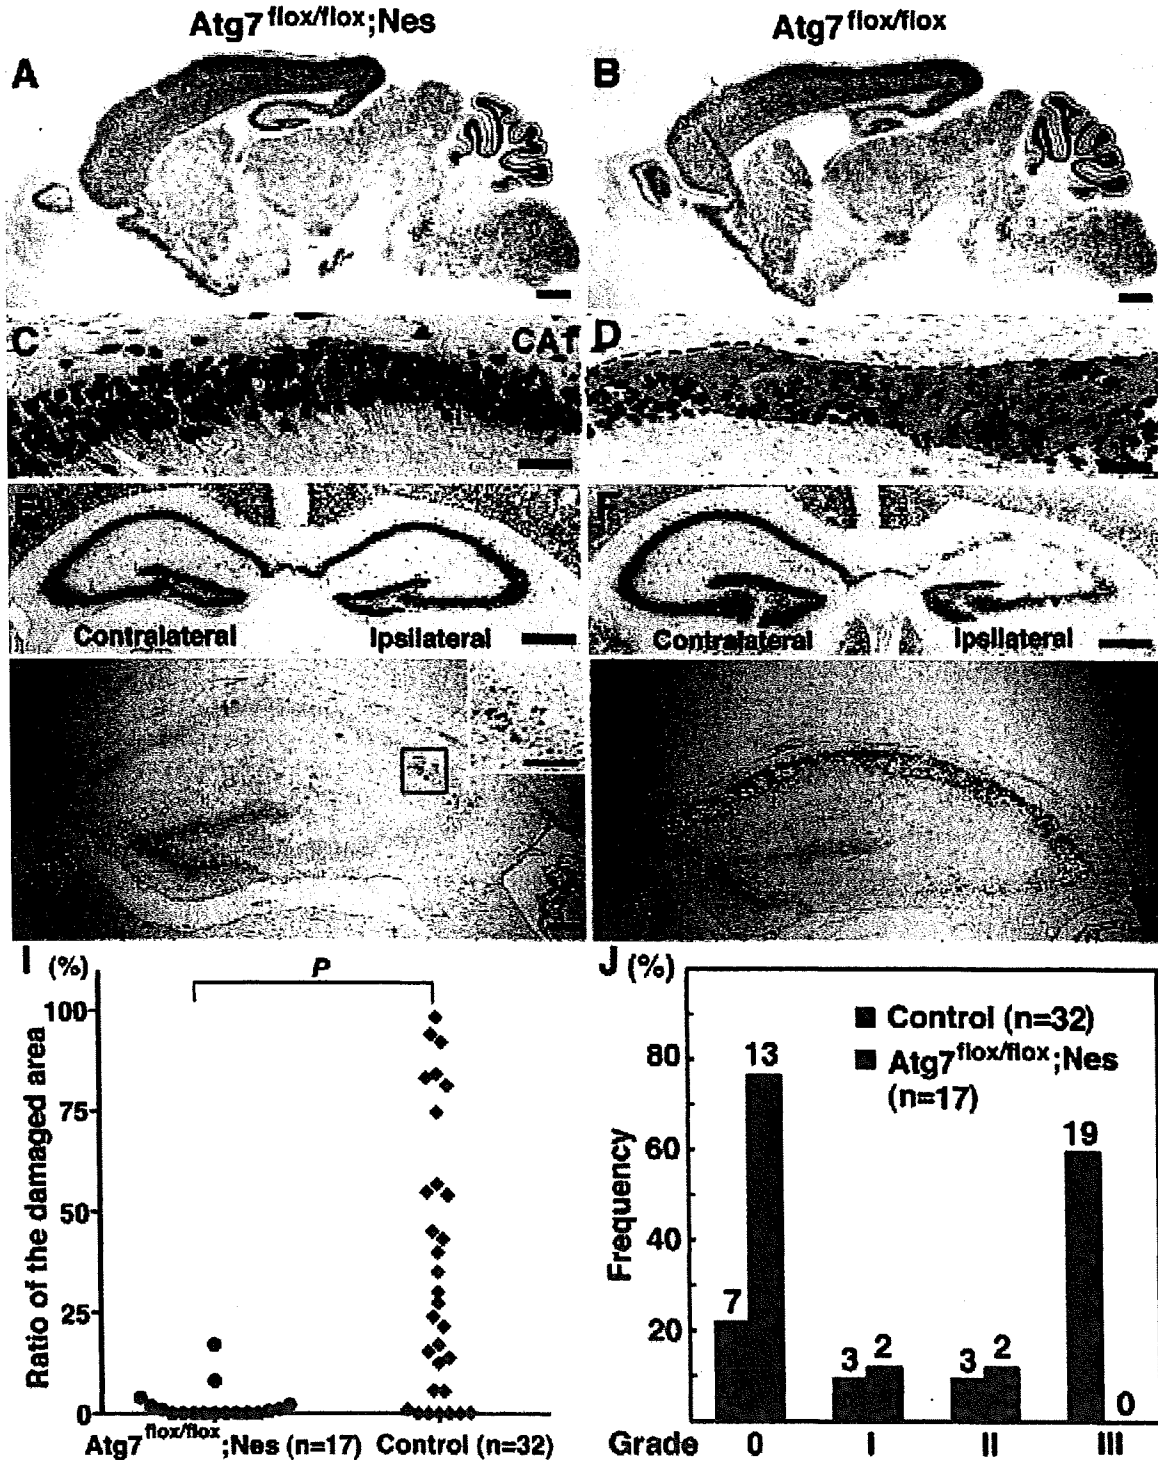 Atg7flox/flox;Nes
Atg7flox/flox
A
B
C
CA1
D
E
Contralateral
Ipsilateral
F
Contralateral
Ipsilateral
I
(%)
P
100
75
50
25
0
Ratio of the damaged area
Atg7flox/flox;Nes (n=17)
Control (n=32)
J (%)
Control (n=32)
Atg7flox/flox;Nes
(n=17)
80
60
40
20
Frequency
7
13
3
2
3
2
19
0
Grade
0
I
II
III